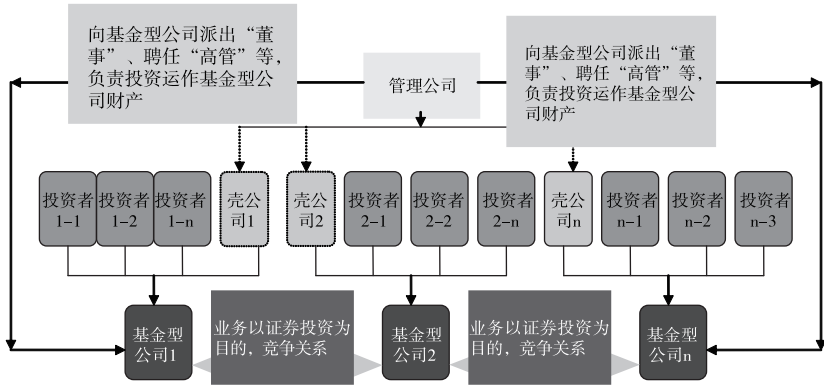 向基金型公司派出“董
事”、聘任“高管”等，
负责投资运作基金型公
司财产
管理公司
向基金型公司派出“董
事”、聘任“高管”等，
负责投资运作基金型公
司财产
投资者
1-1
投资者
1-2
投资者
1-n
壳公
司1
壳公
司2
投资者
2-1
投资者
2-2
投资者
2-n
壳公
司n
投资者
n-1
投资者
n-2
投资者
n-3
基金型
公司1
业务以证券投资为
目的，竞争关系
基金型
公司2
业务以证券投资为
目的，竞争关系
基金型
公司n